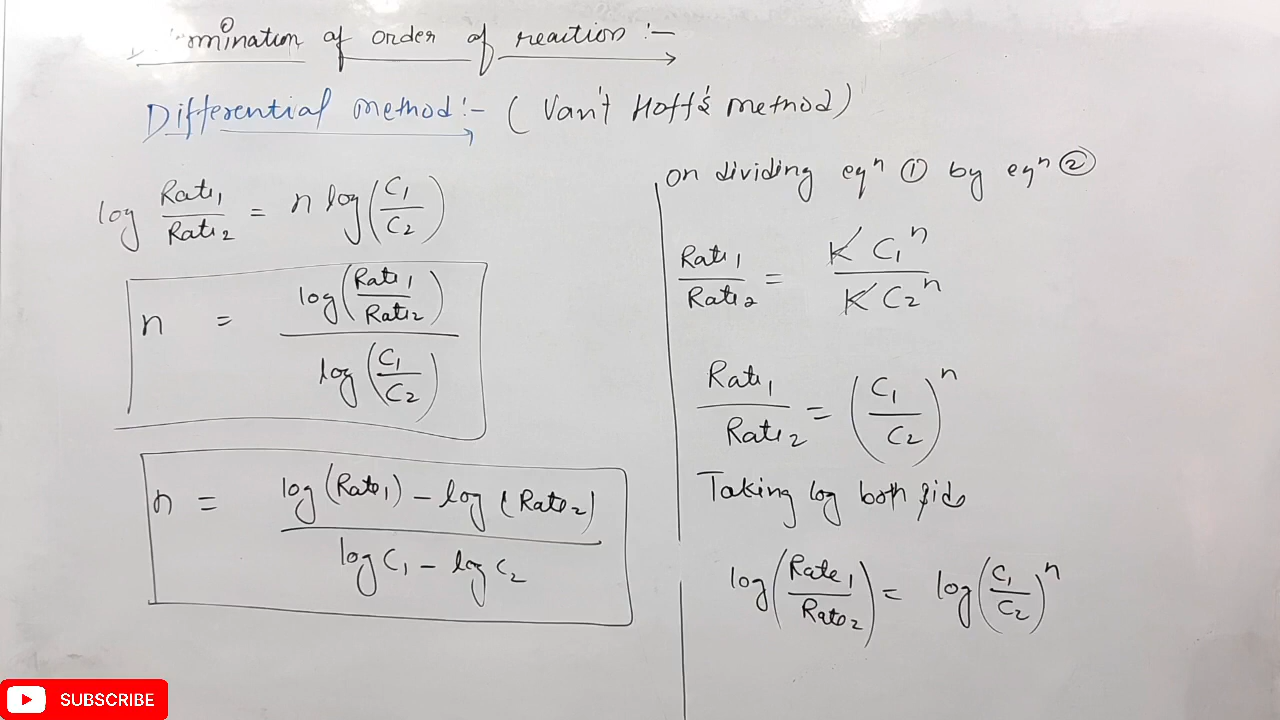 of order of reaction :-
Differential method :- ( Van't Hoff's method )
log Rate₁/Rate₂ = n log (C₁/C₂)
n = log (Rate₁/Rate₂) / log (C₁/C₂)
n = log (Rate₁) - log (Rate₂) / log C₁ - log C₂
on dividing eqⁿ ① by eqⁿ ②
Rate₁/Rate₂ = K C₁ⁿ / K C₂ⁿ
Rate₁/Rate₂ = (C₁/C₂)ⁿ
Taking log both side
log (Rate₁/Rate₂) = log (C₁/C₂)ⁿ
SUBSCRIBE